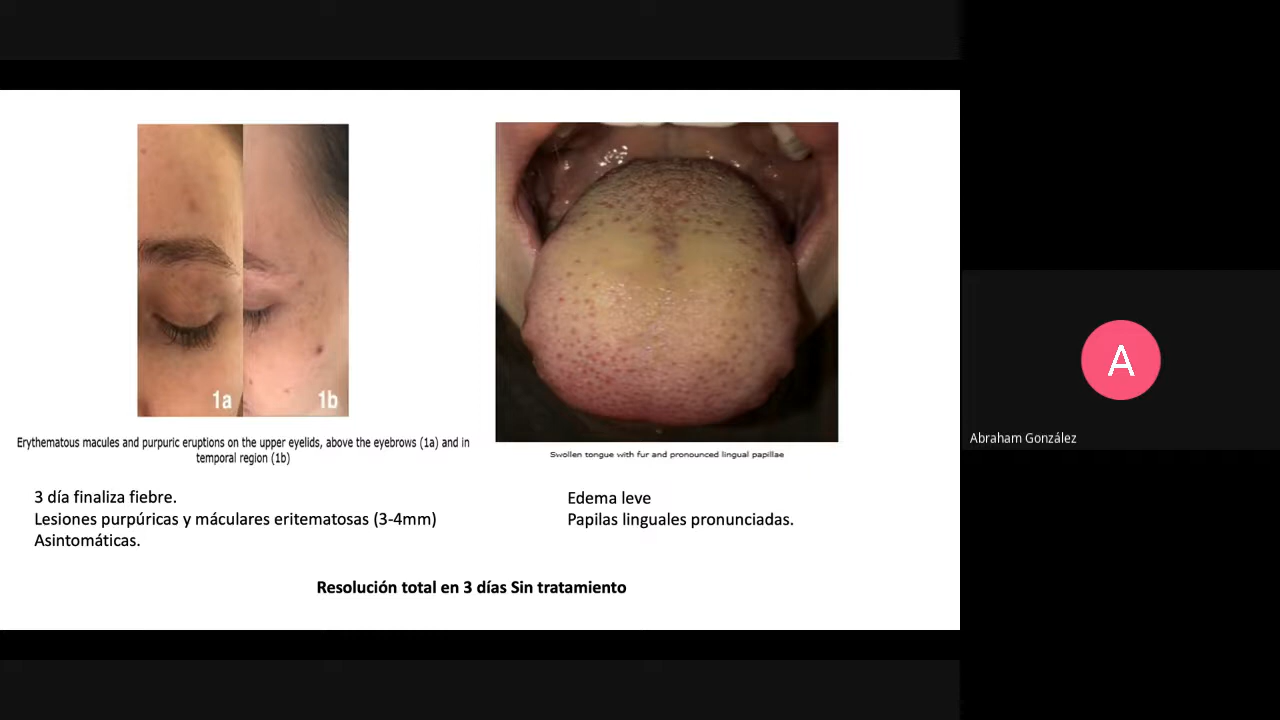 1a
1b
Erythematous macules and purpuric eruptions on the upper eyelids, above the eyebrows (1a) and in
temporal region (1b)
Swollen tongue with fur and pronounced lingual papillae
3 día finaliza fiebre.
Lesiones purpúricas y máculares eritematosas (3-4mm)
Asintomáticas.
Edema leve
Papilas linguales pronunciadas.
Resolución total en 3 días Sin tratamiento
A
Abraham González